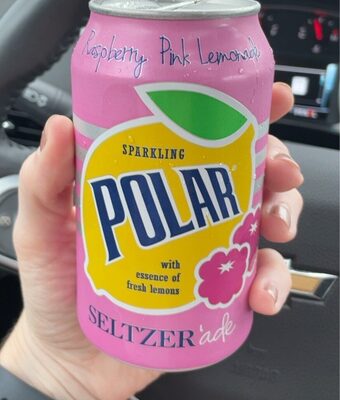 Raspberry Pink Lemonade
SPARKLING
POLAR
with
essence of
fresh lemons
SELTZER'ade